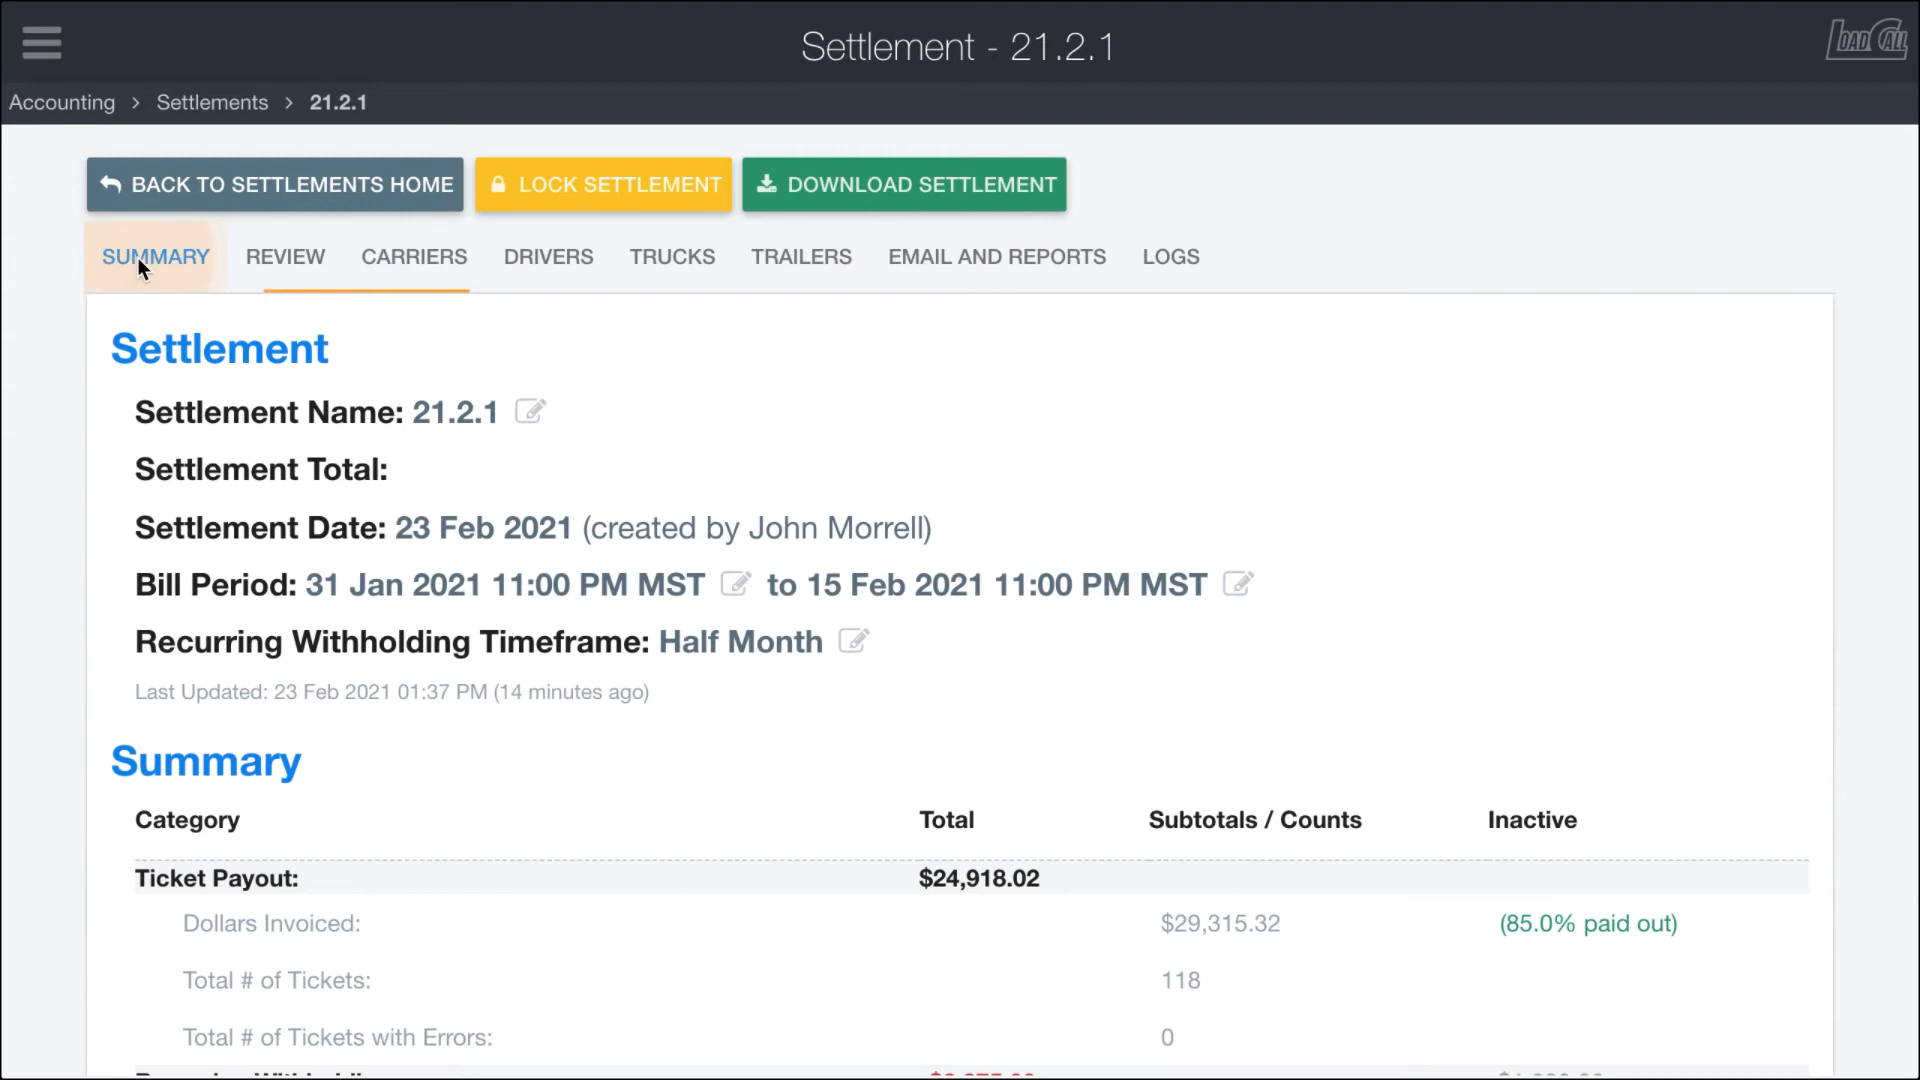 Settlement - 21.2.1
LOAD CALL
Accounting > Settlements > 21.2.1
BACK TO SETTLEMENTS HOME LOCK SETTLEMENT DOWNLOAD SETTLEMENT
SUMMARY REVIEW CARRIERS DRIVERS TRUCKS TRAILERS EMAIL AND REPORTS LOGS
Settlement
Settlement Name: 21.2.1
Settlement Total:
Settlement Date: 23 Feb 2021 (created by John Morrell)
Bill Period: 31 Jan 2021 11:00 PM MST to 15 Feb 2021 11:00 PM MST
Recurring Withholding Timeframe: Half Month
Last Updated: 23 Feb 2021 01:37 PM (14 minutes ago)
Summary
Category Total Subtotals / Counts Inactive
Ticket Payout: $24,918.02
Dollars Invoiced: $29,315.32 (85.0% paid out)
Total # of Tickets: 118
Total # of Tickets with Errors: 0